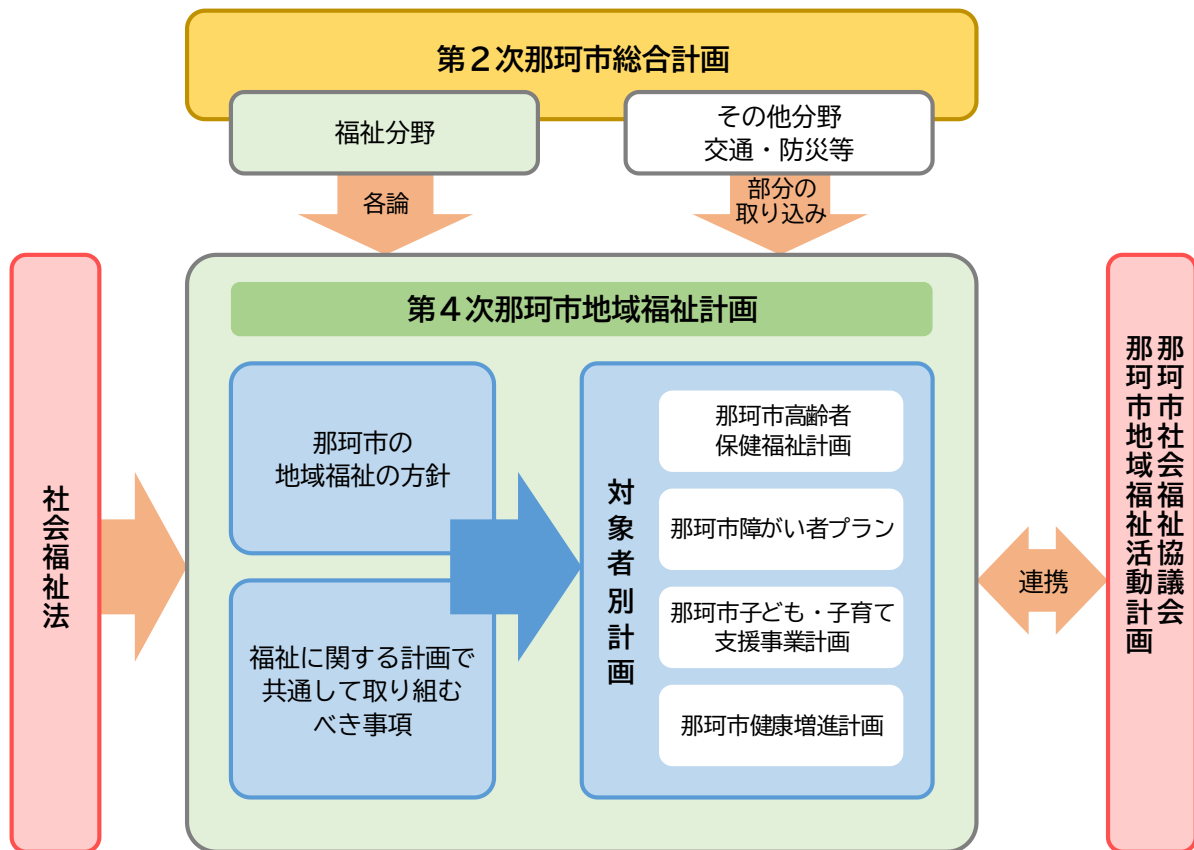 第２次那珂市総合計画
福祉分野
その他分野
交通・防災等
各論
部分の
取り込み
社会福祉法
第４次那珂市地域福祉計画
那珂市の
地域福祉の方針
福祉に関する計画で
共通して取り組む
べき事項
対象者別計画
那珂市高齢者
保健福祉計画
那珂市障がい者プラン
那珂市子ども・子育て
支援事業計画
那珂市健康増進計画
連携
那珂市社会福祉協議会
那珂市地域福祉活動計画